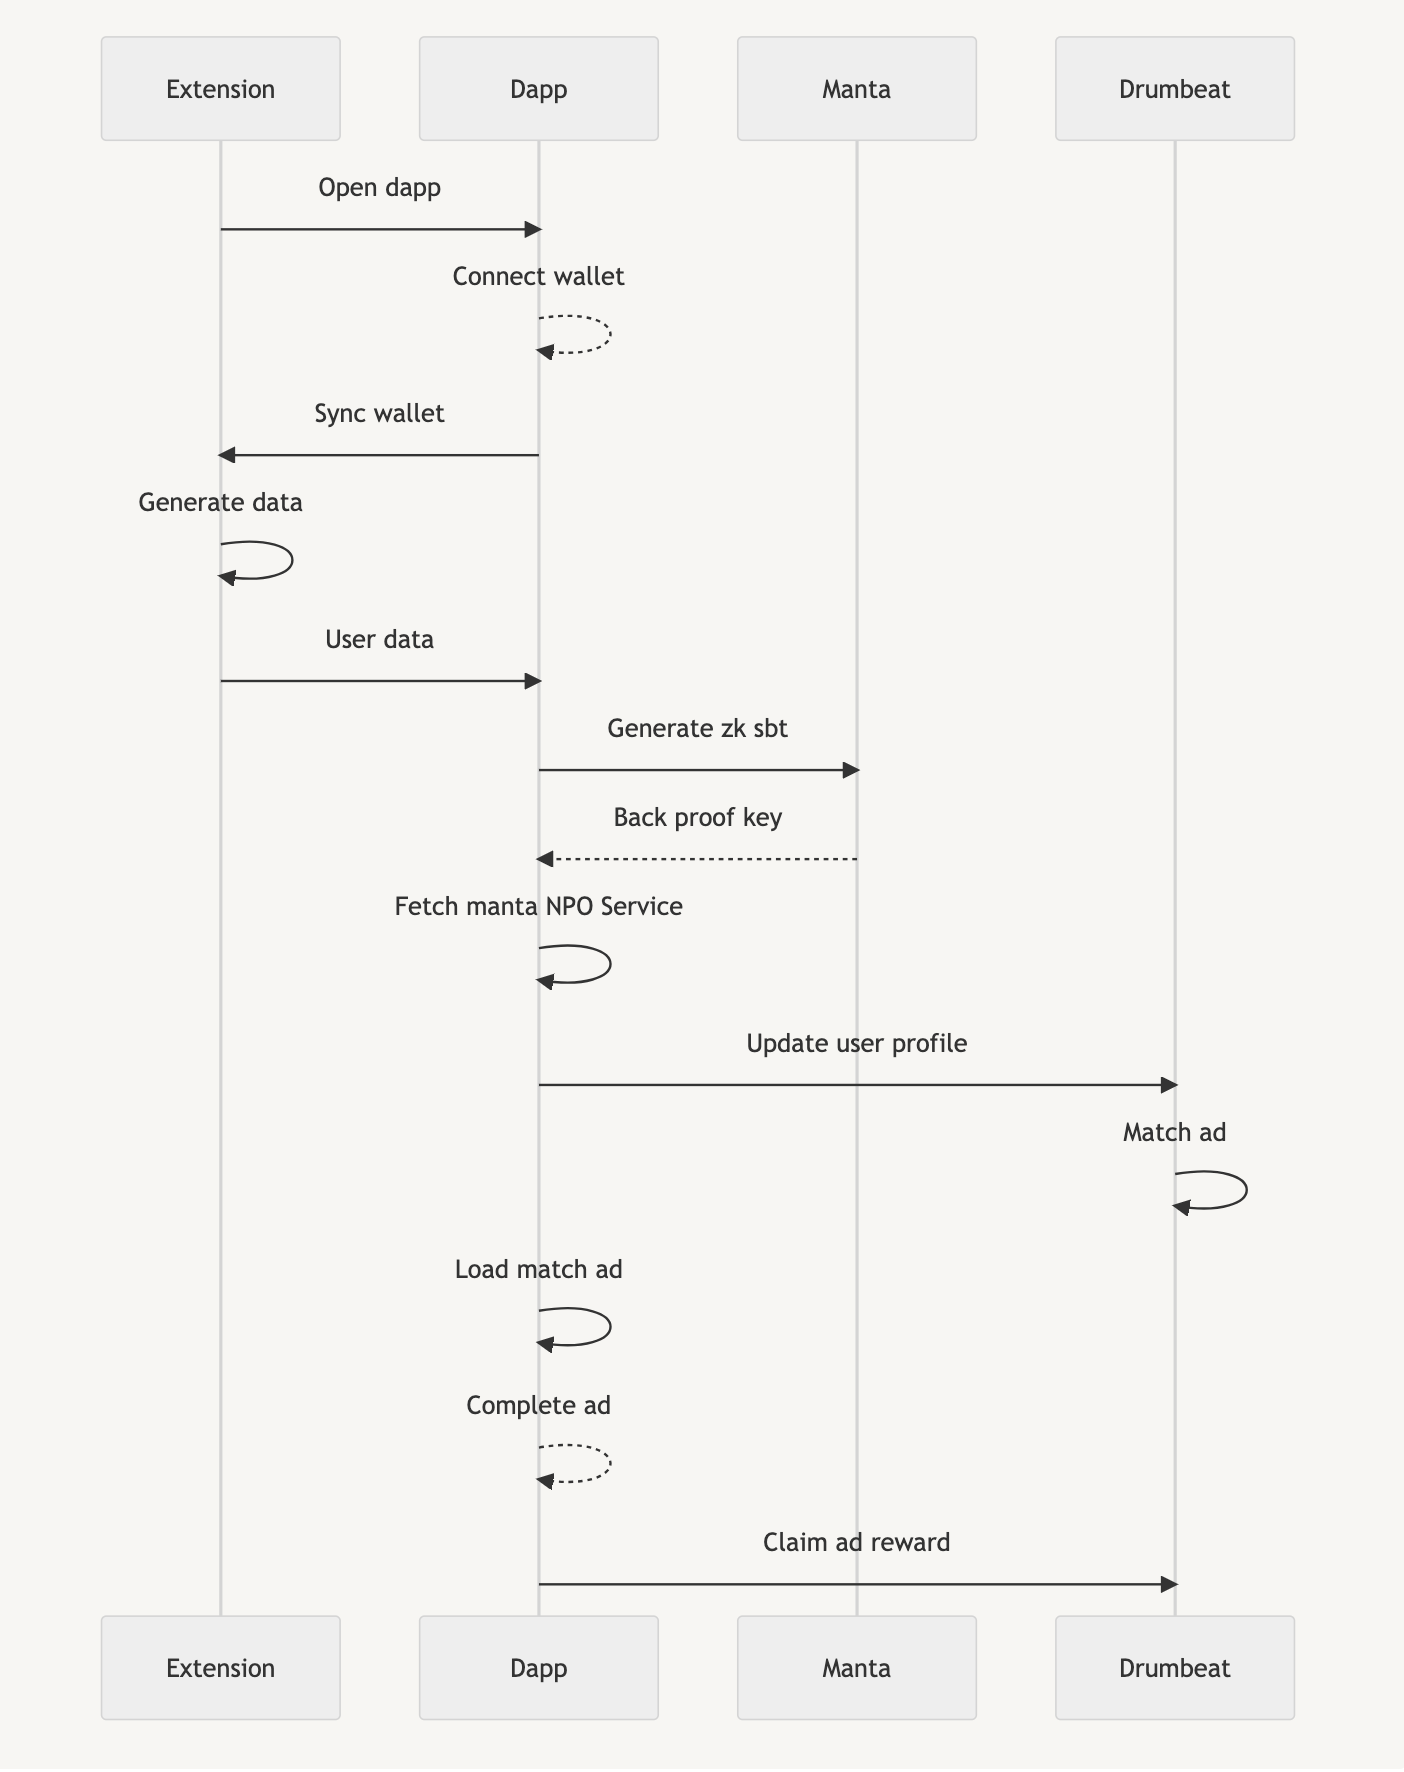 Extension
Dapp
Manta
Drumbeat
Open dapp
Connect wallet
Sync wallet
Generate data
User data
Generate zk sbt
Back proof key
Fetch manta NPO Service
Update user profile
Match ad
Load match ad
Complete ad
Claim ad reward
Extension
Dapp
Manta
Drumbeat